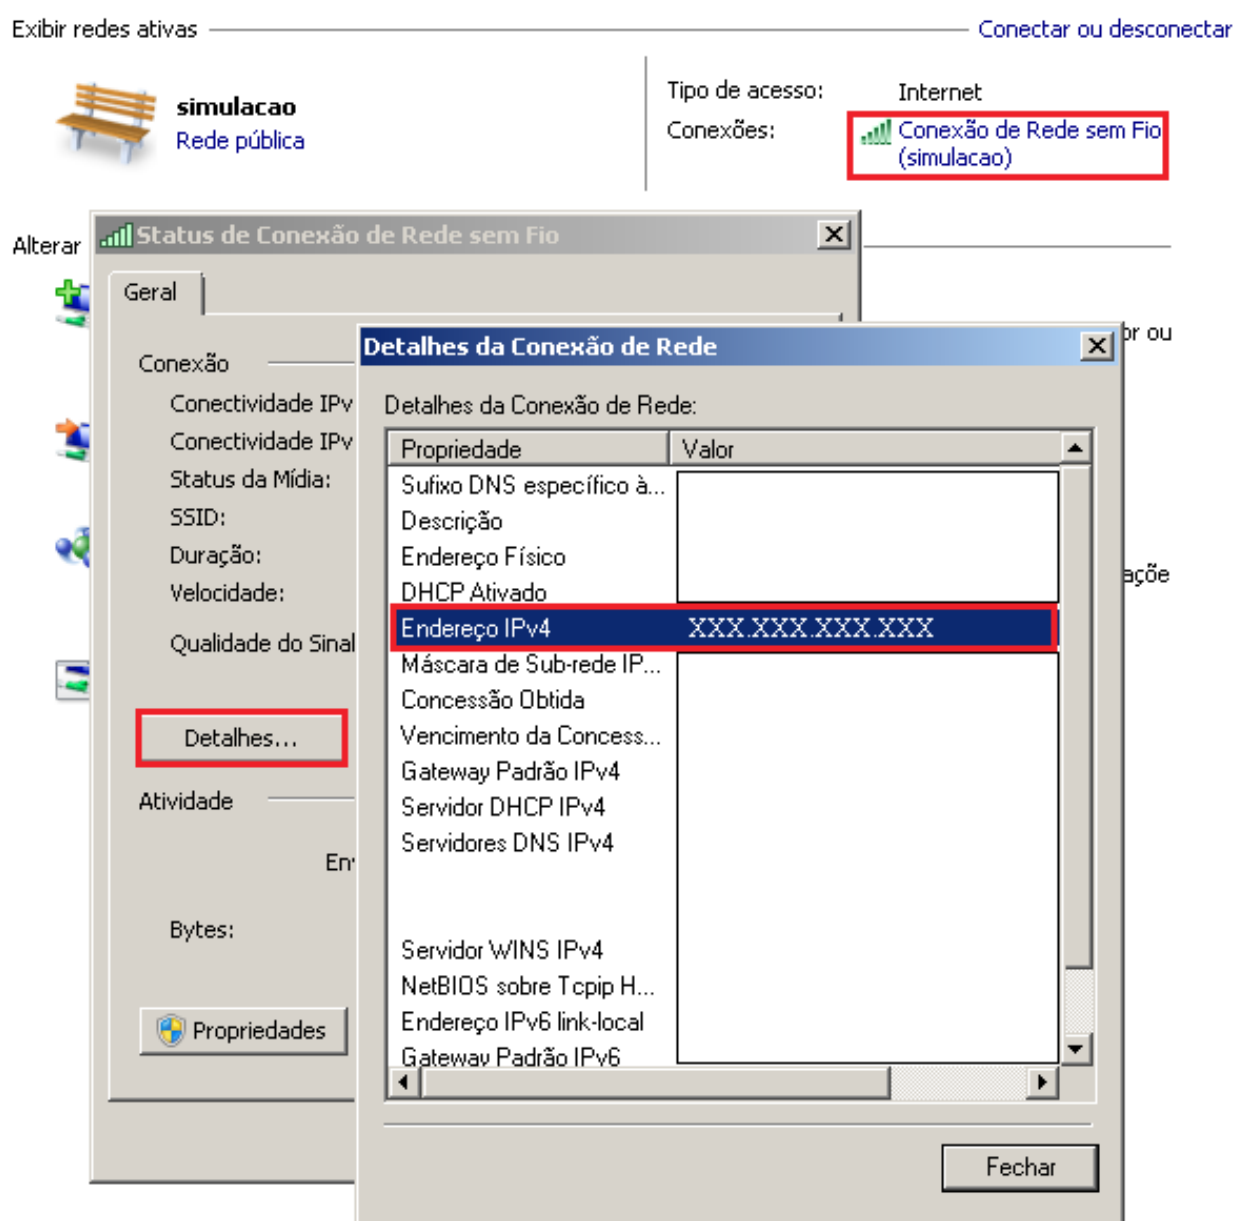 Exibir redes ativas
Conectar ou desconectar
simulacao
Rede pública
Tipo de acesso:
Internet
Conexões:
Conexão de Rede sem Fio
(simulacao)
Alterar
Status de Conexão de Rede sem Fio
Geral
Conexão
Conectividade IPv
Conectividade IPv
Status da Mídia:
SSID:
Duração:
Velocidade:
Qualidade do Sinal
Detalhes...
Atividade
Bytes:
Propriedades
or ou
Detalhes da Conexão de Rede
Detalhes da Conexão de Rede:
Propriedade
Valor
Sufixo DNS específico à...
Descrição
Endereço Físico
DHCP Ativado
Endereço IPv4 XXX.XXX.XXX.XXX
Máscara de Sub-rede IP...
Concessão Obtida
Vencimento da Concess...
Gateway Padrão IPv4
Servidor DHCP IPv4
Servidores DNS IPv4
Servidor WINS IPv4
NetBIOS sobre Tcpip H...
Endereço IPv6 link-local
Gateway Padrão IPv6
Fechar